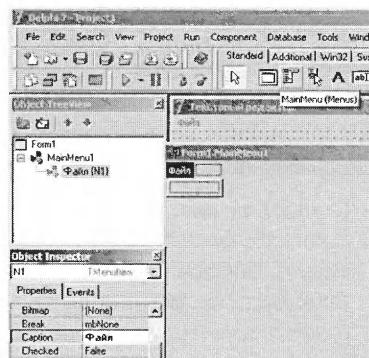 Delphi 7 - Project1
File Edit Search View Project Run Component Database Tools Wind
Standard Additional Win32 Sys
MainMenu (Menus)
Object TreeView
Form1
MainMenu1
Файл {N1}
Form1.MainMenu1
Файл
Object Inspector
N1 TMenuItem
Properties Events
Bitmap (None)
Break mbNone
Caption Файл
Checked False